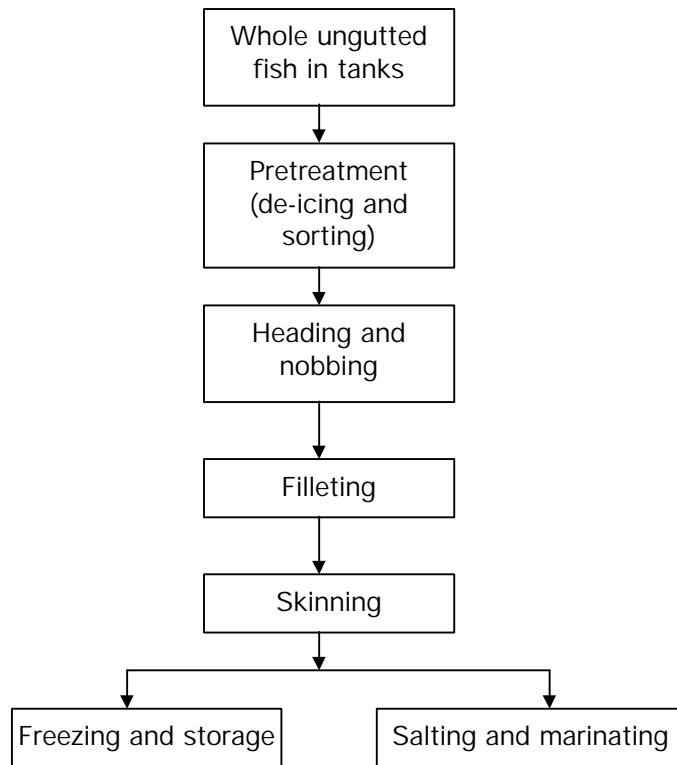 Whole ungutted
fish in tanks
Pretreatment
(de-icing and
sorting)
Heading and
nobbing
Filleting
Skinning
Freezing and storage
Salting and marinating